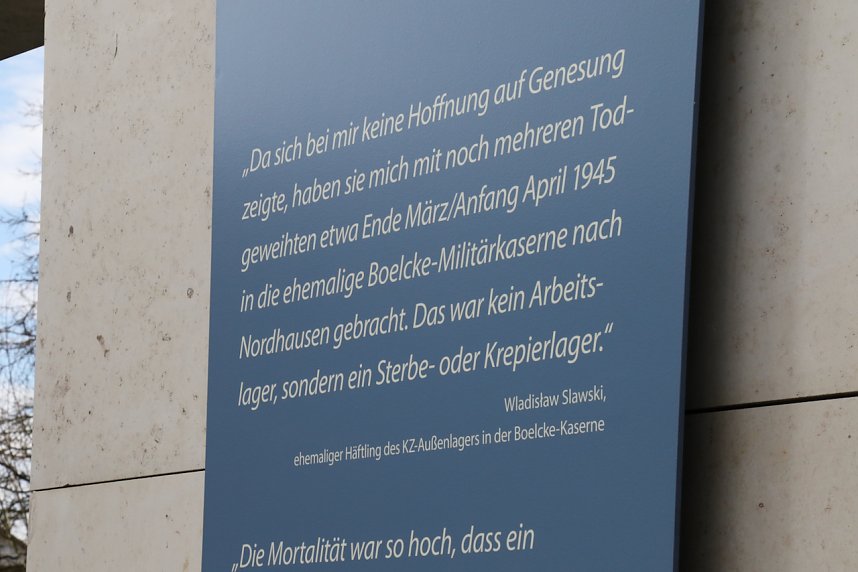 „Da sich bei mir keine Hoffnung auf Genesung
zeigte, haben sie mich mit noch mehreren Tod-
geweihten etwa Ende März/Anfang April 1945
in die ehemalige Boelcke-Militärkaserne nach
Nordhausen gebracht. Das war kein Arbeits-
lager, sondern ein Sterbe- oder Krepierlager.“
Wladisław Slawski,
ehemaliger Häftling des KZ-Außenlagers in der Boelcke-Kaserne
„Die Mortalität war so hoch, dass ein